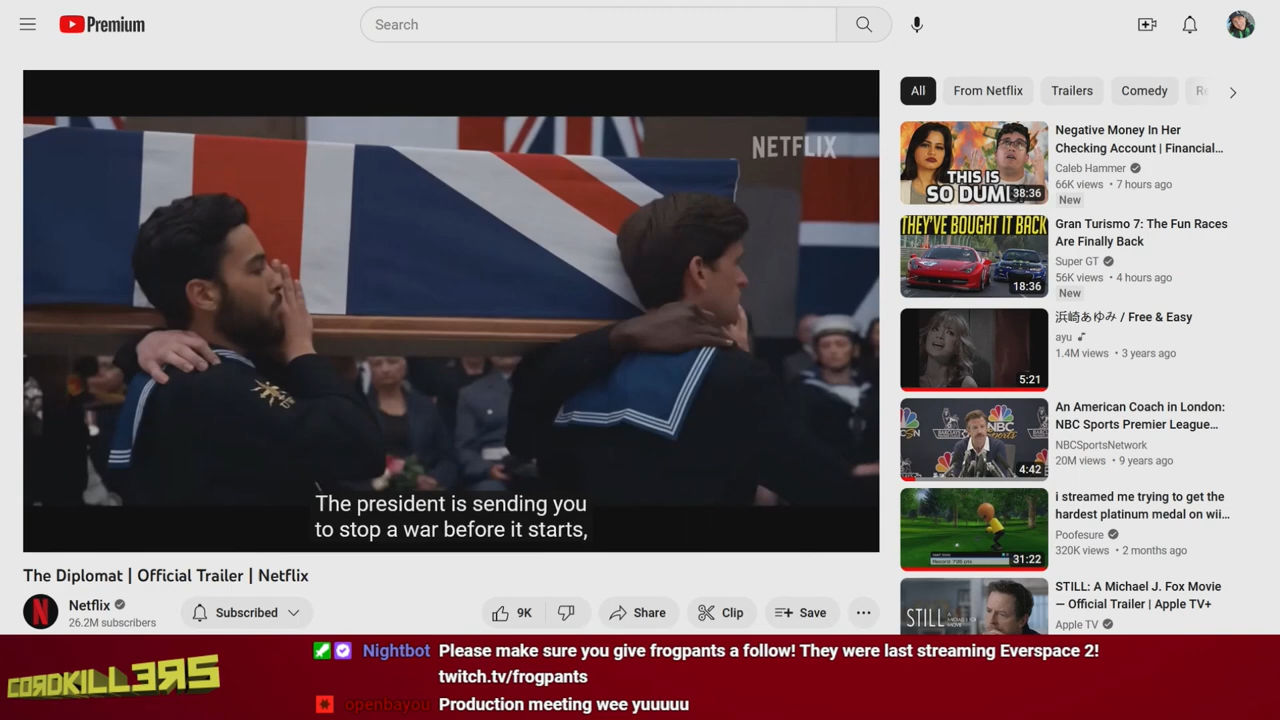 Premium
Search
All
From Netflix
Trailers
Comedy
NETFLIX
The president is sending you
to stop a war before it starts,
The Diplomat | Official Trailer | Netflix
Netflix
26.2M subscribers
Subscribed
9K
Share
Clip
Save
THIS IS
SO DUM
38:36
Negative Money In Her
Checking Account | Financial...
Caleb Hammer
66K views • 7 hours ago
New
THEY'VE BOUGHT IT BACK
18:36
Gran Turismo 7: The Fun Races
Are Finally Back
Super GT
56K views • 4 hours ago
New
5:21
浜崎あゆみ / Free & Easy
ayu
1.4M views • 3 years ago
NBC
4:42
An American Coach in London:
NBC Sports Premier League...
NBCSportsNetwork
20M views • 9 years ago
31:22
i streamed me trying to get the
hardest platinum medal on wii...
Poofesure
320K views • 2 months ago
STILL
STILL: A Michael J. Fox Movie
— Official Trailer | Apple TV+
Apple TV
CORDKILL3RS
Nightbot Please make sure you give frogpants a follow! They were last streaming Everspace 2!
twitch.tv/frogpants
openbayou Production meeting wee yuuuuu